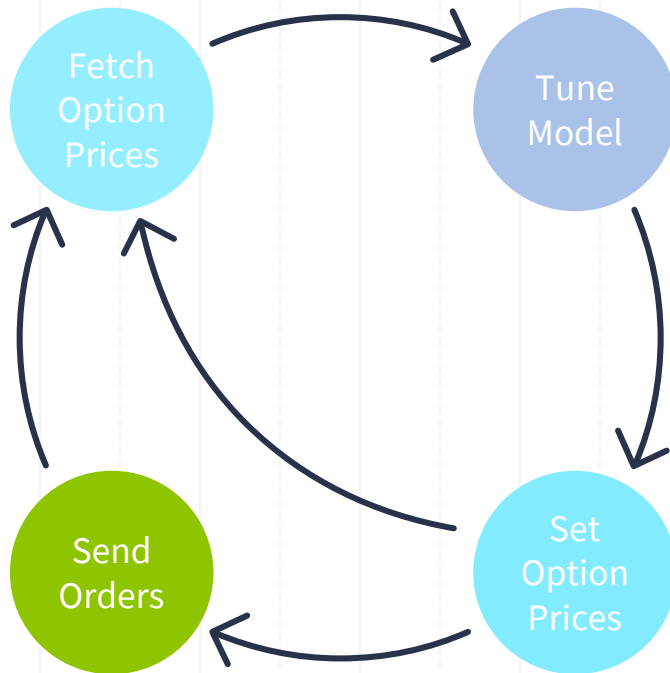 Fetch
Option
Prices
Tune
Model
Send
Orders
Set
Option
Prices